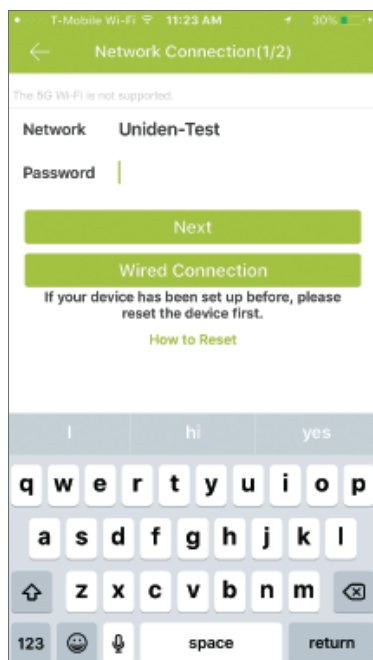 T-Mobile Wi-Fi 11:23 AM 30%
Network Connection(1/2)
The 5G Wi-Fi is not supported.
Network Uniden-Test
Password
Next
Wired Connection
If your device has been set up before, please
reset the device first.
How to Reset
I hi yes
q w e r t y u i o p
a s d f g h j k l
z x c v b n m
123 space return